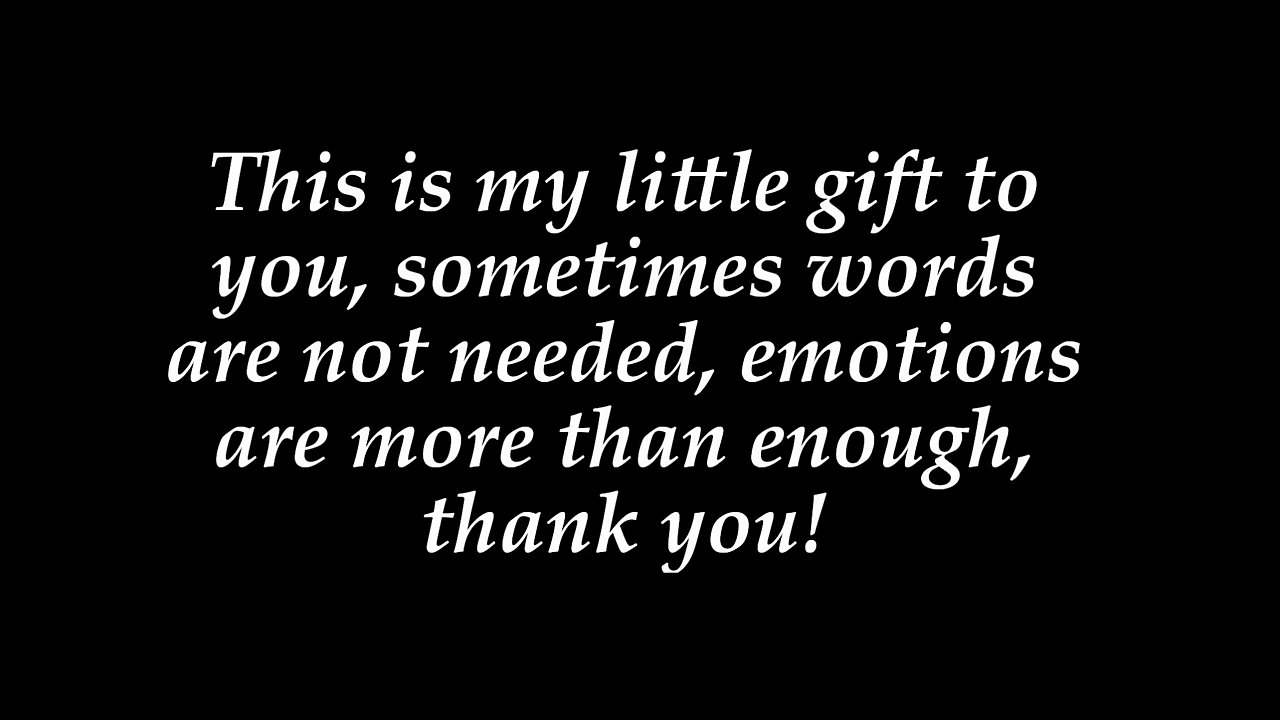 This is my little gift to
you, sometimes words
are not needed, emotions
are more than enough,
thank you!